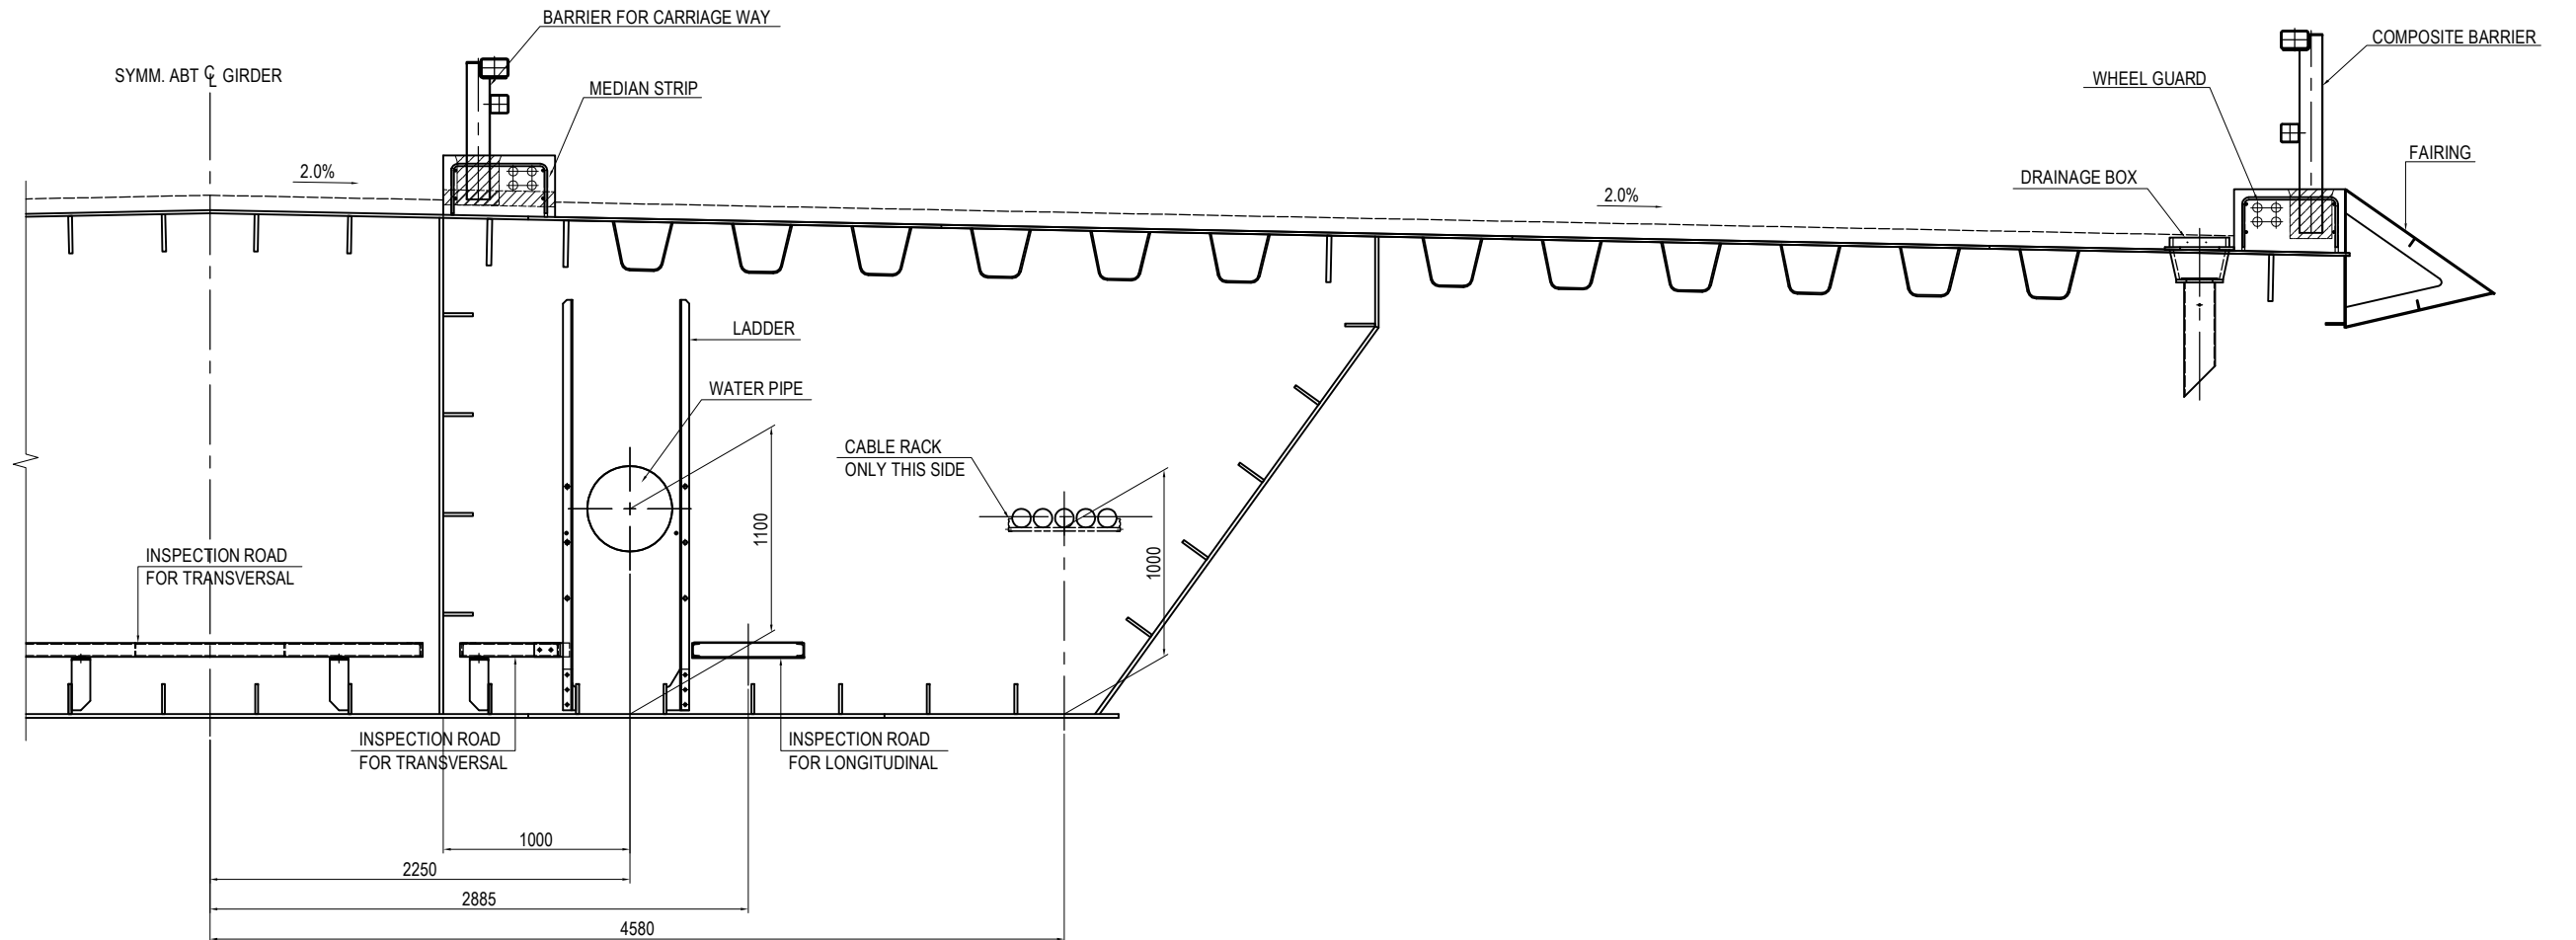 BARRIER FOR CARRIAGE WAY
COMPOSITE BARRIER
SYMM. ABT ℄ GIRDER
WHEEL GUARD
MEDIAN STRIP
FAIRING
2.0%
DRAINAGE BOX
2.0%
LADDER
WATER PIPE
CABLE RACK
ONLY THIS SIDE
1100
1000
INSPECTION ROAD
FOR TRANSVERSAL
INSPECTION ROAD
FOR TRANSVERSAL
INSPECTION ROAD
FOR LONGITUDINAL
1000
2250
2885
4580